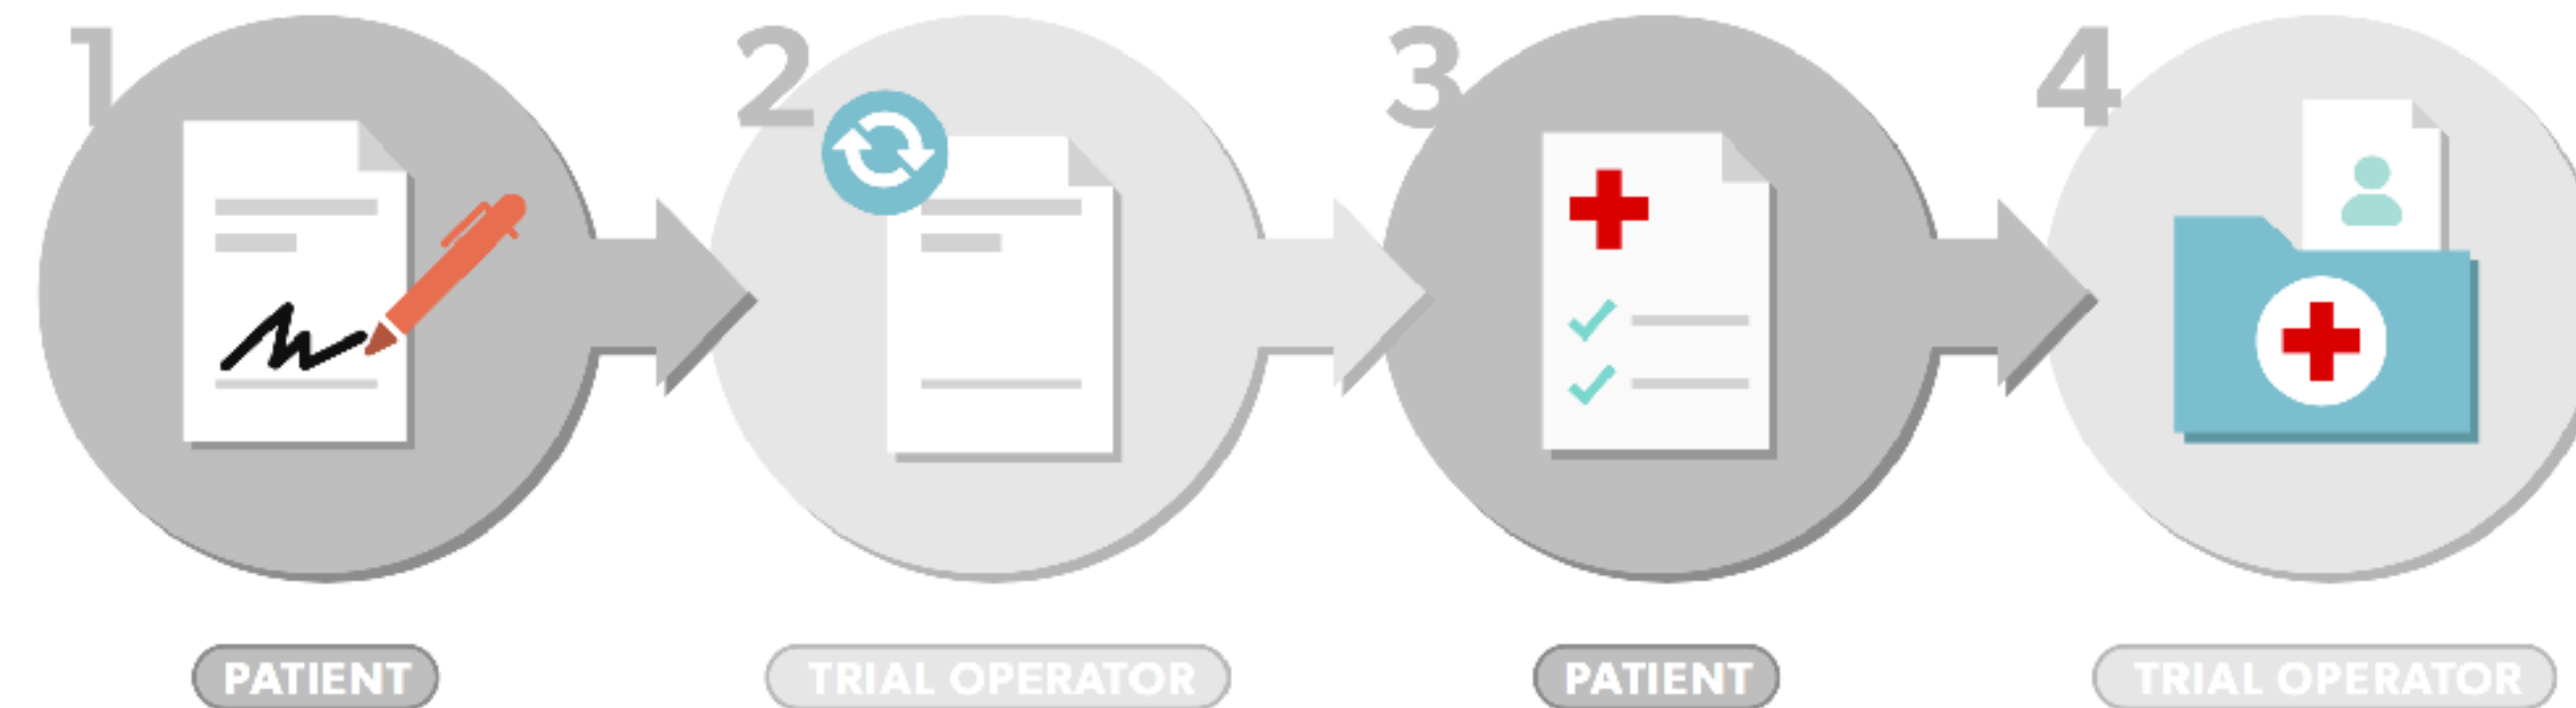 1
2
3
4
PATIENT
TRIAL OPERATOR
PATIENT
TRIAL OPERATOR